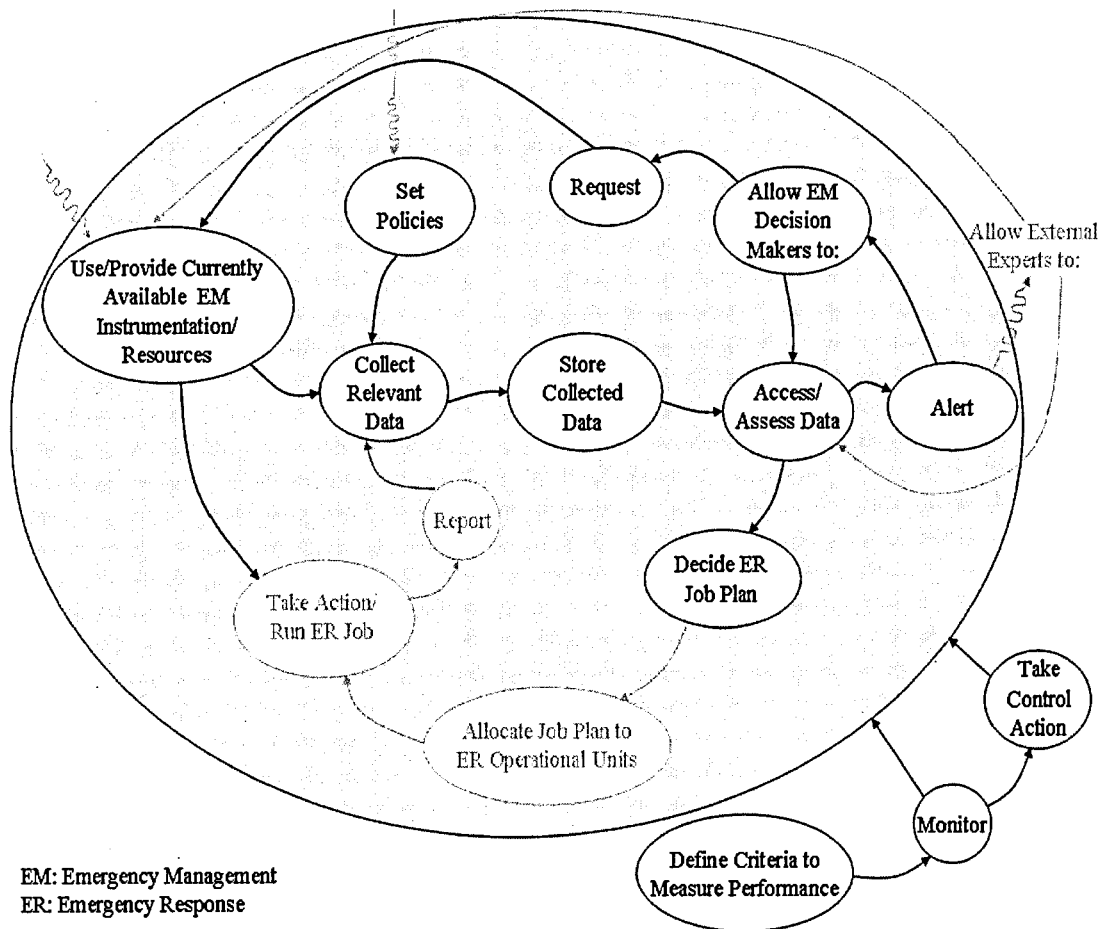 Set
Policies
Request
Allow EM
Decision
Makers to:
Allow External
Experts to:
Use/Provide Currently
Available EM
Instrumentation/
Resources
Collect
Relevant
Data
Store
Collected
Data
Access/
Assess Data
Alert
Report
Decide ER
Job Plan
Take Action/
Run ER Job
Allocate Job Plan to
ER Operational Units
Take
Control
Action
Monitor
Define Criteria to
Measure Performance
EM: Emergency Management
ER: Emergency Response